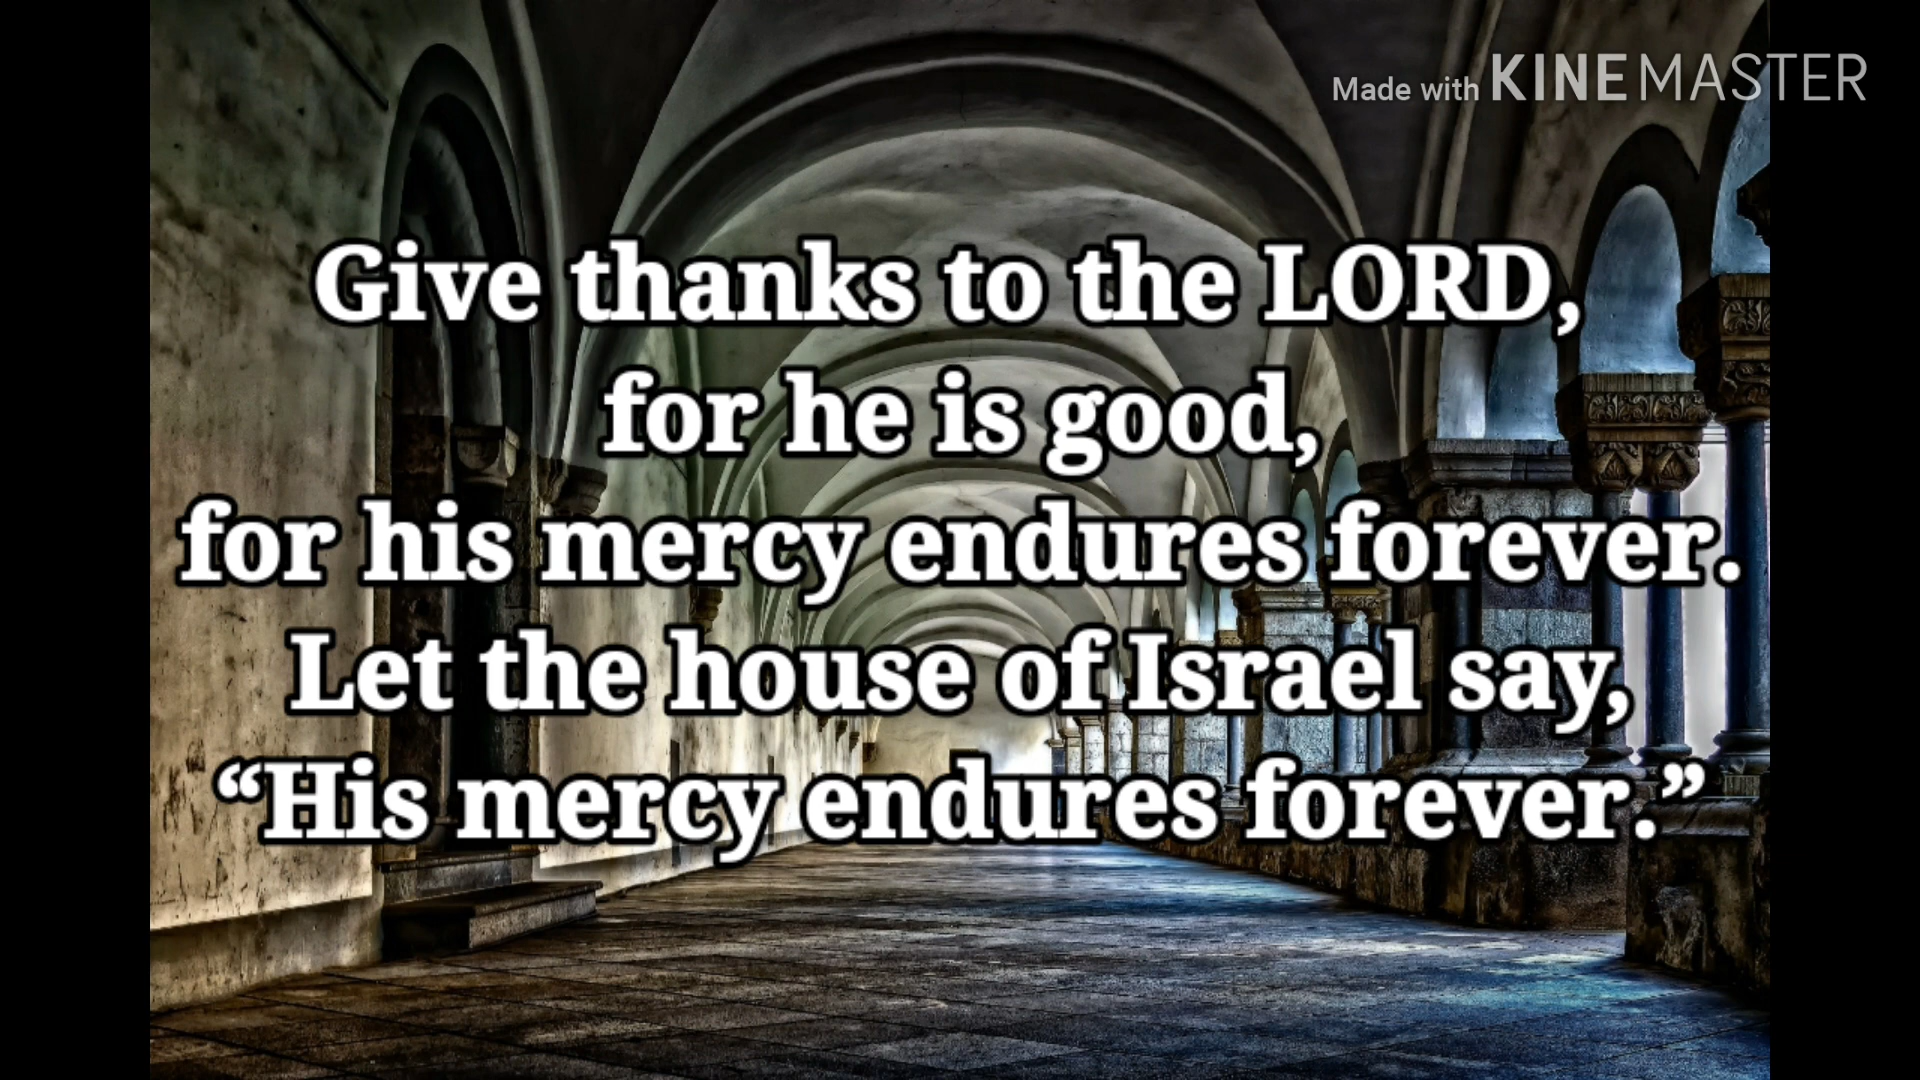 Made with KINEMASTER
Give thanks to the LORD,
for he is good,
for his mercy endures forever.
Let the house of Israel say,
“His mercy endures forever.”